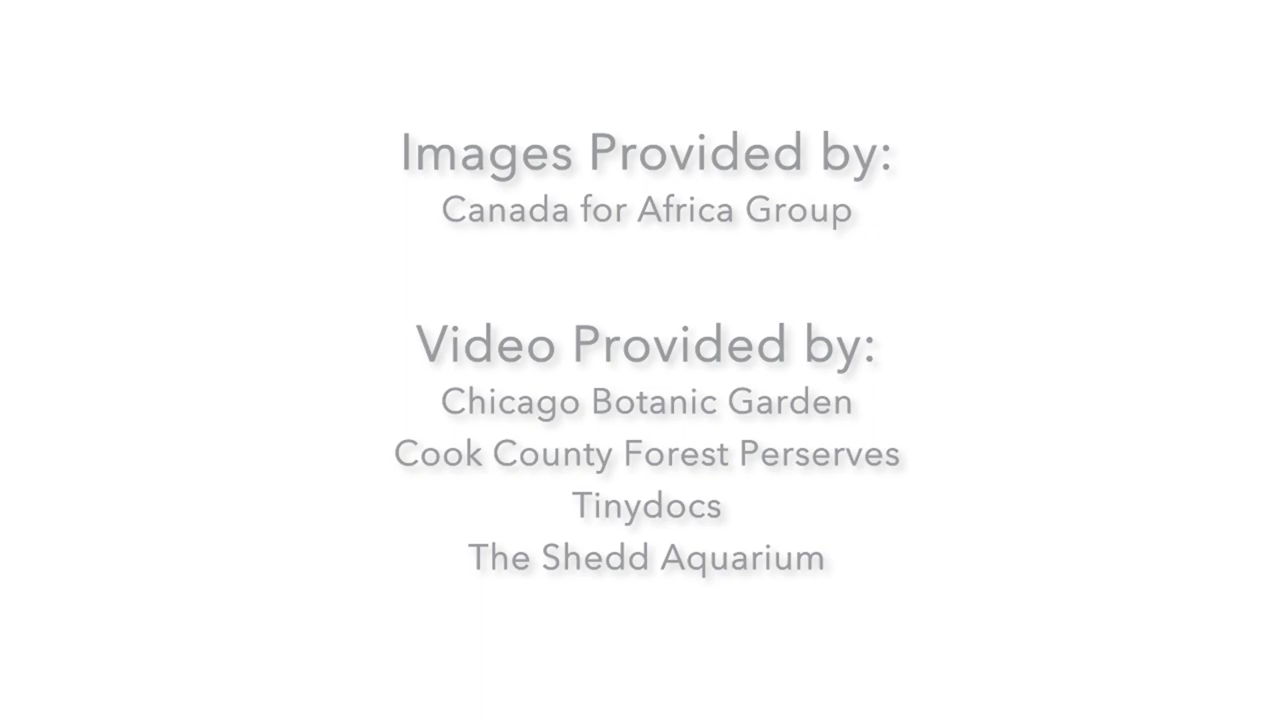 Images Provided by:
Canada for Africa Group
Video Provided by:
Chicago Botanic Garden
Cook County Forest Perserves
Tinydocs
The Shedd Aquarium